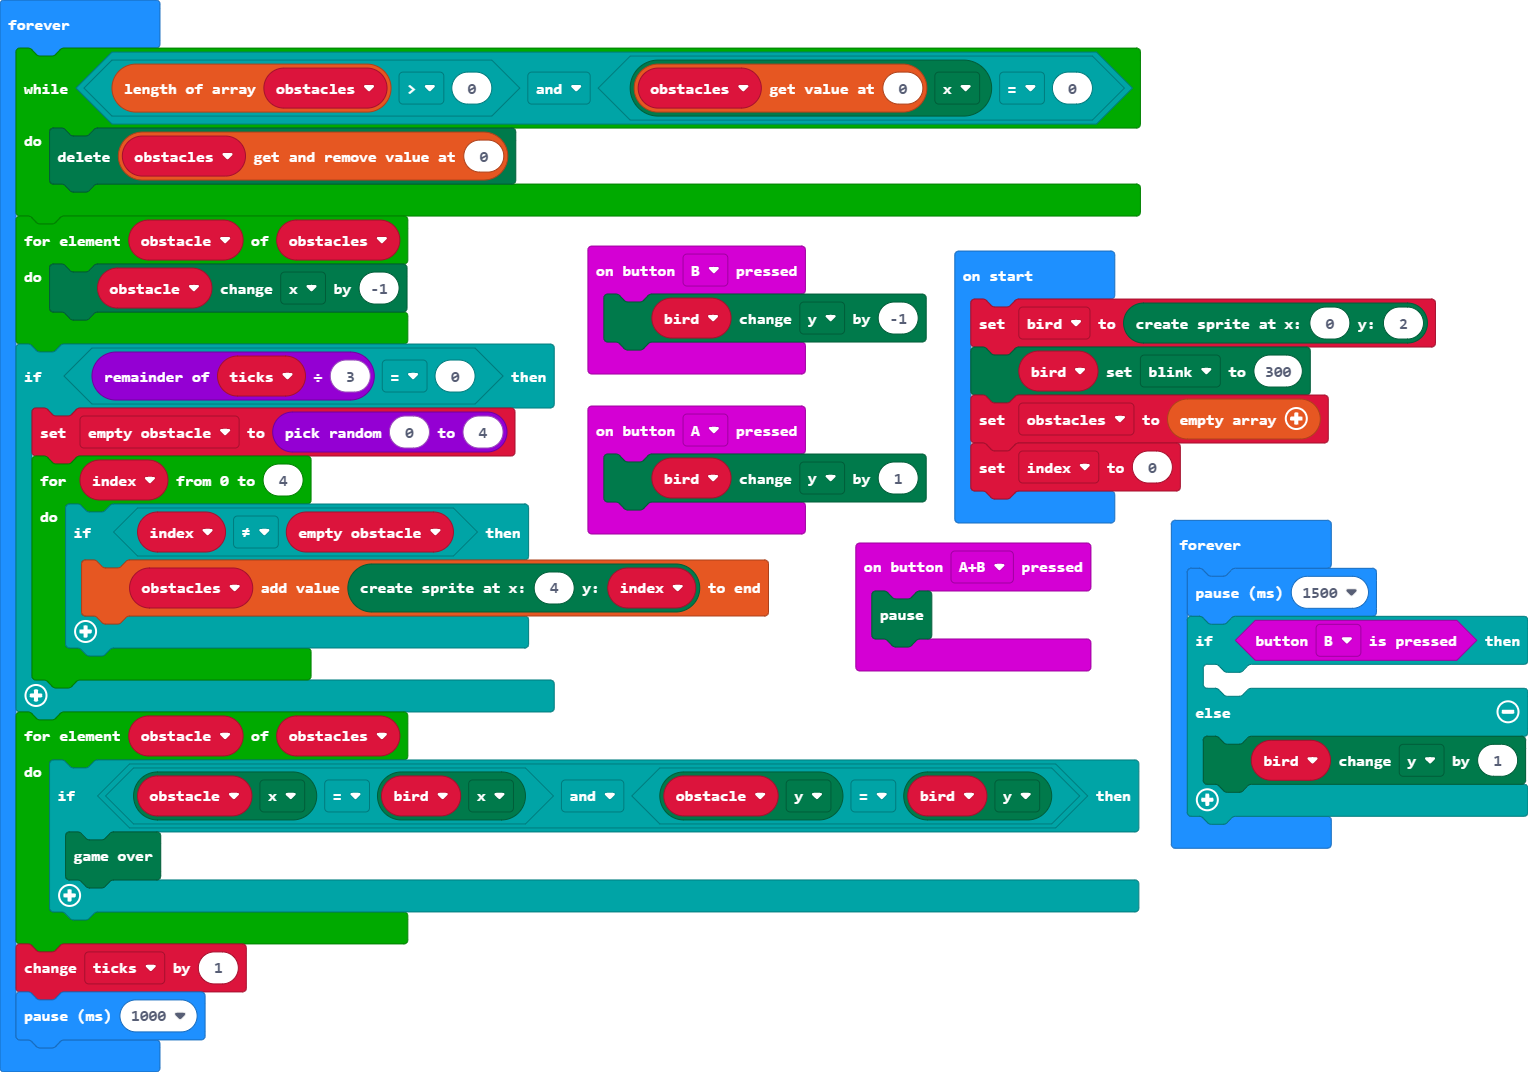 forever
while length of array obstacles > 0 and obstacles get value at 0 x = 0
do
delete obstacles get and remove value at 0
for element obstacle of obstacles
do
obstacle change x by -1
if remainder of ticks ÷ 3 = 0 then
set empty obstacle to pick random 0 to 4
for index from 0 to 4
do
if index ≠ empty obstacle then
obstacles add value create sprite at x: 4 y: index to end
for element obstacle of obstacles
do
if obstacle x = bird x and obstacle y = bird y then
game over
change ticks by 1
pause (ms) 1000
on button B pressed
bird change y by -1
on button A pressed
bird change y by 1
on button A+B pressed
pause
on start
set bird to create sprite at x: 0 y: 2
bird set blink to 300
set obstacles to empty array
set index to 0
forever
pause (ms) 1500
if button B is pressed then
else
bird change y by 1